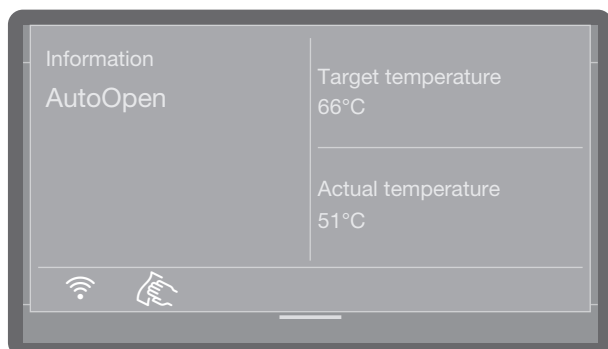 Information
AutoOpen
Target temperature
66°C
Actual temperature
51°C